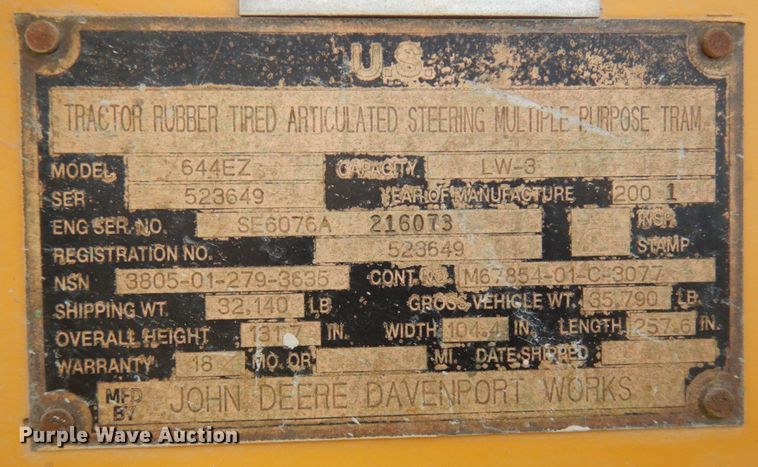 U.S.
TRACTOR RUBBER TIRED ARTICULATED STEERING MULTIPLE PURPOSE TRAM
MODEL 644EZ CAPACITY LW-3
SER 523649 YEAR OF MANUFACTURE 200 1
ENG SER. NO. SE6076A 216073 INSP.
REGISTRATION NO. 523649 STAMP
NSN 3805-01-279-3635 CONT. NO. M67854-01-C-3077
SHIPPING WT. 32,140 LB GROSS VEHICLE WT. 35,790 LB
OVERALL HEIGHT 131.7 IN. WIDTH 104.4 IN. LENGTH 257.6 IN.
WARRANTY 18 MO. OR MI. DATE SHIPPED
MFD BY JOHN DEERE DAVENPORT WORKS
Purple Wave Auction